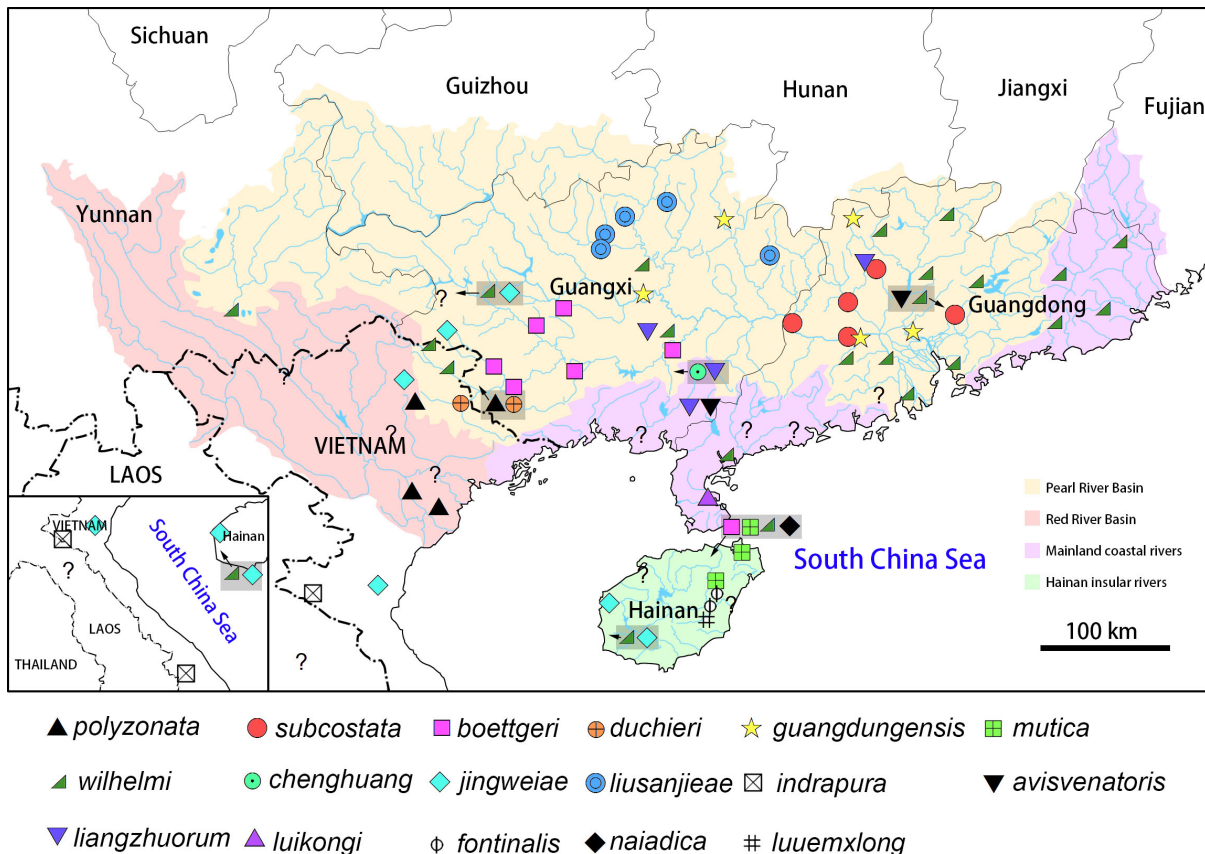 Sichuan
Guizhou
Hunan
Jiangxi
Fujian
Yunnan
Guangxi
Guangdong
?
?
?
?
?
?
?
?
VIETNAM
LAOS
Pearl River Basin
Red River Basin
Mainland coastal rivers
Hainan insular rivers
South China Sea
Hainan
?
?
?
100 km
VIETNAM
Hainan
South China Sea
?
LAOS
THAILAND
polyzonata
subcostata
boettgeri
duchieri
guangdungensis
mutica
wilhelmi
chenghuang
jingweiae
liusanjieae
indrapura
avisvenatoris
liangzhuorum
luikongi
fontinalis
naiadica
luuemxlong